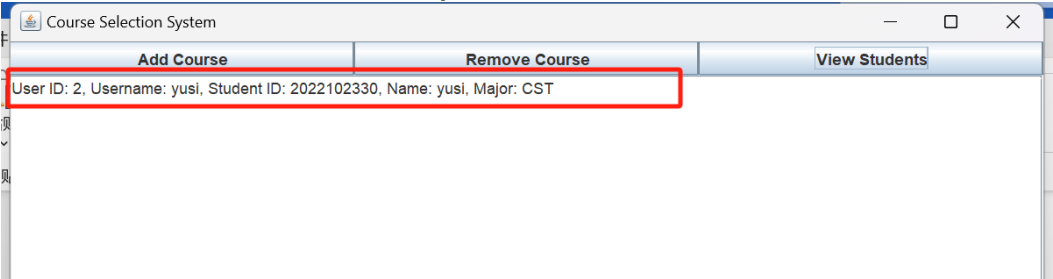 Course Selection System
Add Course
Remove Course
View Students
User ID: 2, Username: yusi, Student ID: 2022102330, Name: yusi, Major: CST